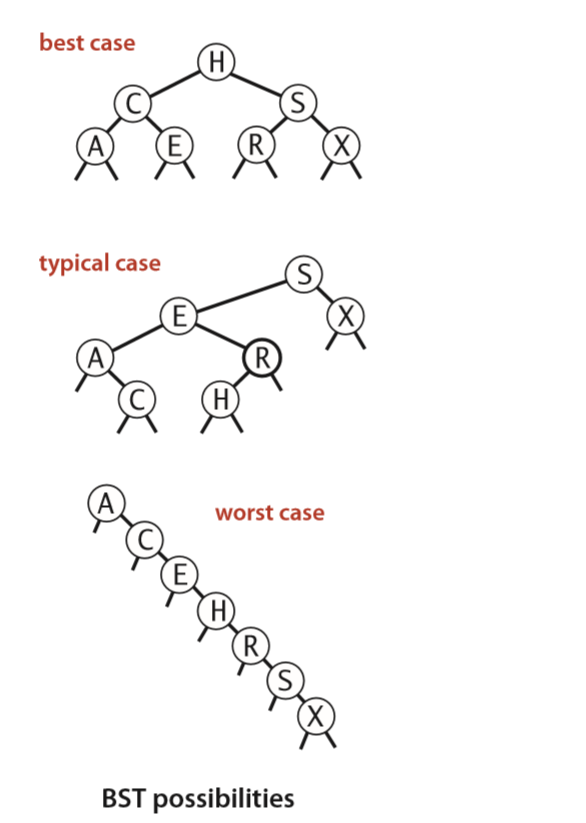 best case
H
C S
A E R X
typical case
S
E X
A R
C H
A
worst case
C
E
H
R
S
X
BST possibilities